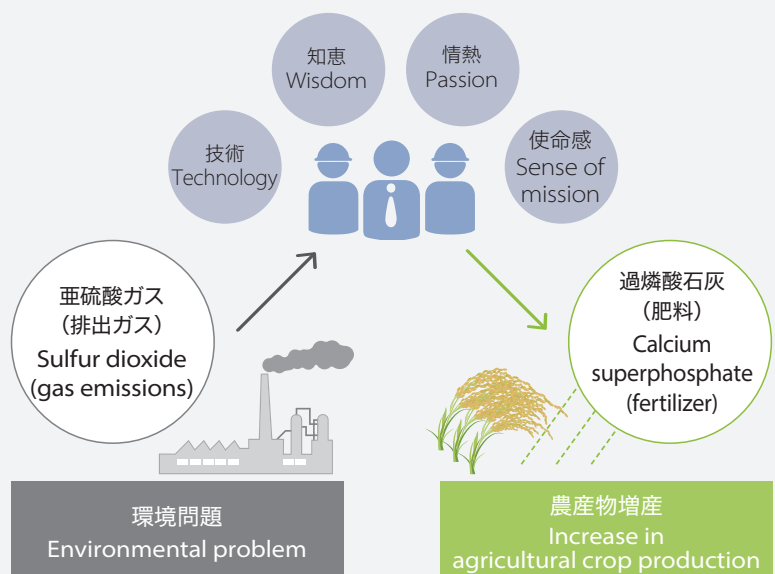 知恵
Wisdom
情熱
Passion
技術
Technology
使命感
Sense of
mission
亜硫酸ガス
（排出ガス）
Sulfur dioxide
(gas emissions)
過燐酸石灰
（肥料）
Calcium
superphosphate
(fertilizer)
環境問題
Environmental problem
農産物増産
Increase in
agricultural crop production